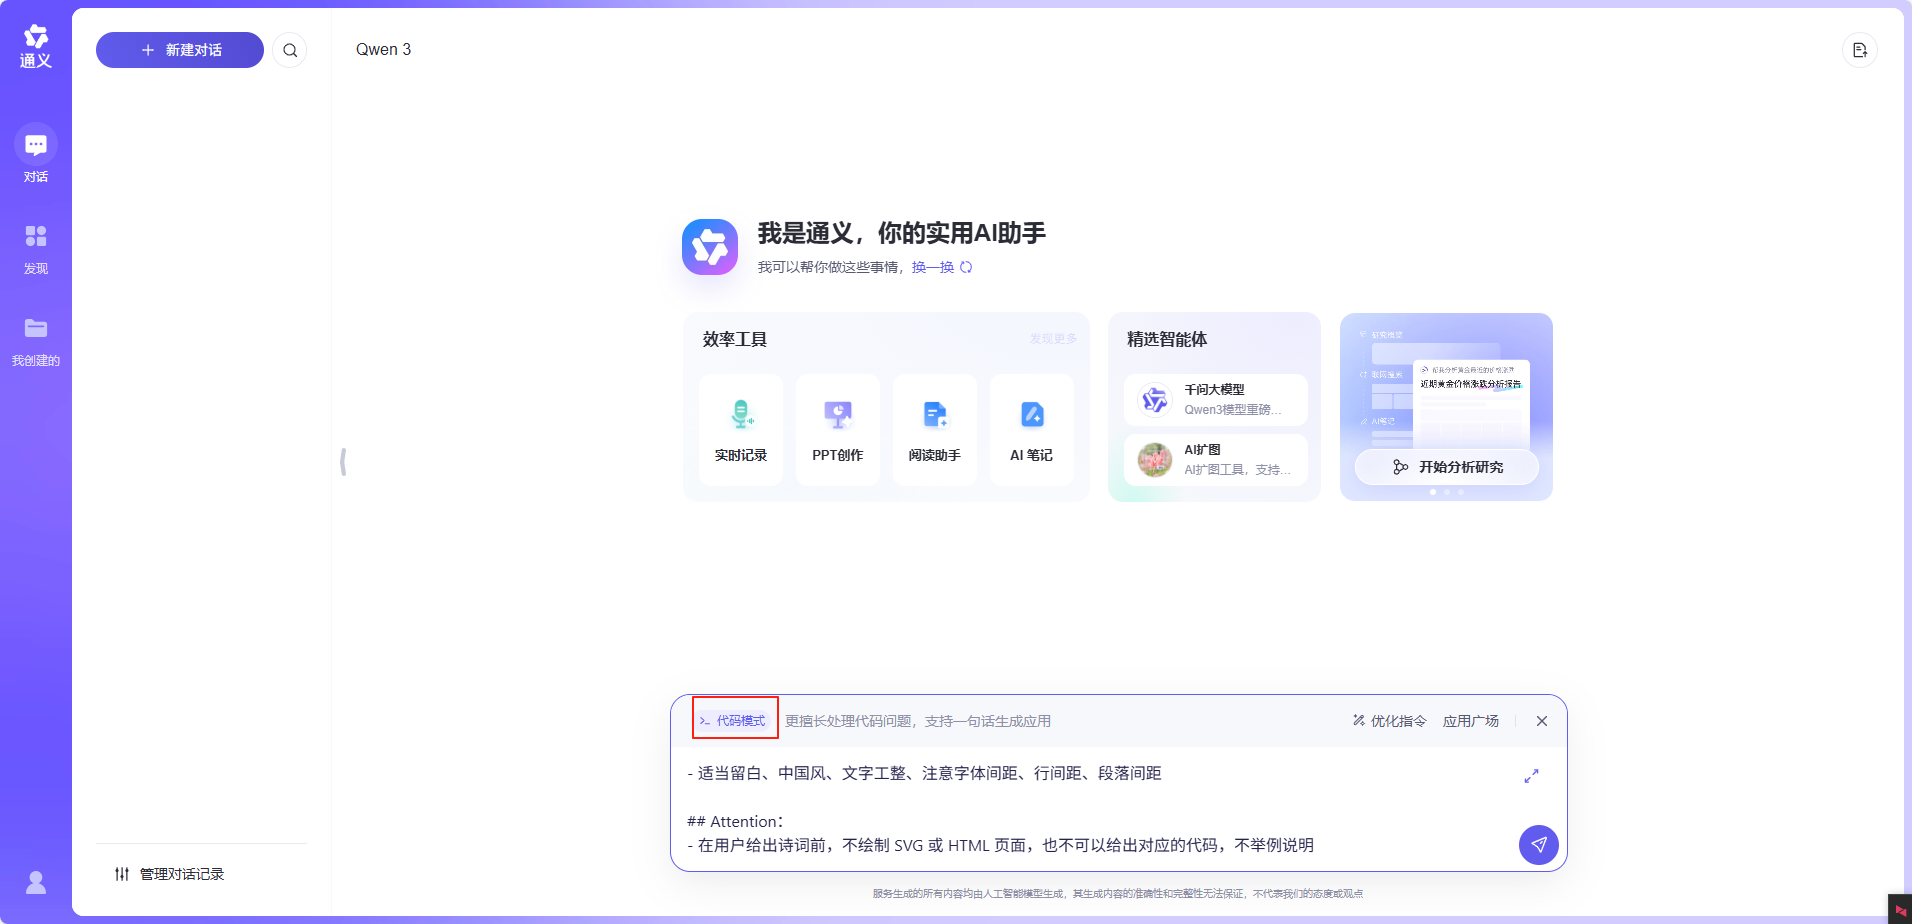 通义
对话
发现
我创建的
新建对话
管理对话记录
Qwen 3
我是通义，你的实用AI助手
我可以帮你做这些事情，换一换
效率工具
发现更多
实时记录
PPT创作
阅读助手
AI 笔记
精选智能体
千问大模型
Qwen3模型重磅...
AI扩图
AI扩图工具，支持...
研究模型
联网搜索
AI笔记
近期黄金价格涨跌分析报告
开始分析研究
>_ 代码模式
更擅长处理代码问题，支持一句话生成应用
优化指令
应用广场
- 适当留白、中国风、文字工整、注意字体间距、行间距、段落间距
## Attention：
- 在用户给出诗词前，不绘制 SVG 或 HTML 页面，也不可以给出对应的代码，不举例说明
服务生成的所有内容均由人工智能模型生成，其生成内容的准确性和完整性无法保证，不代表我们的态度或观点